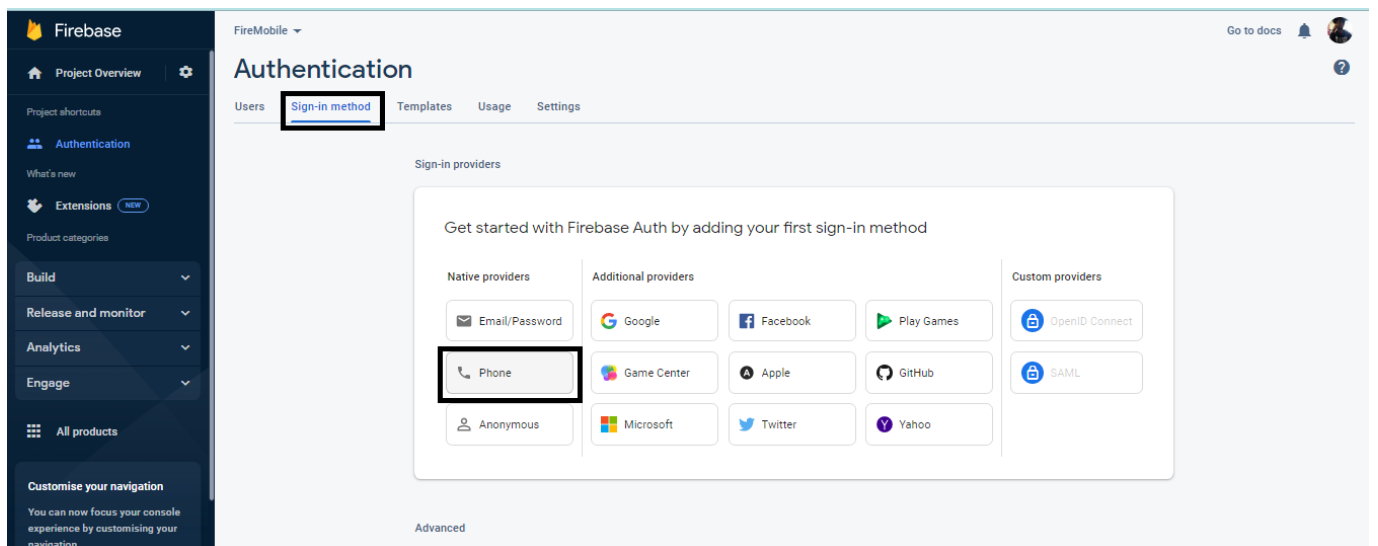 Firebase
Project Overview
Project shortcuts
Authentication
What's new
Extensions NEW
Product categories
Build
Release and monitor
Analytics
Engage
All products
Customise your navigation
You can now focus your console
experience by customising your
navigation
FireMobile
Go to docs
Authentication
Users Sign-in method Templates Usage Settings
Sign-in providers
Get started with Firebase Auth by adding your first sign-in method
Native providers Additional providers Custom providers
Email/Password Google Facebook Play Games OpenID Connect
Phone Game Center Apple GitHub SAML
Anonymous Microsoft Twitter Yahoo
Advanced